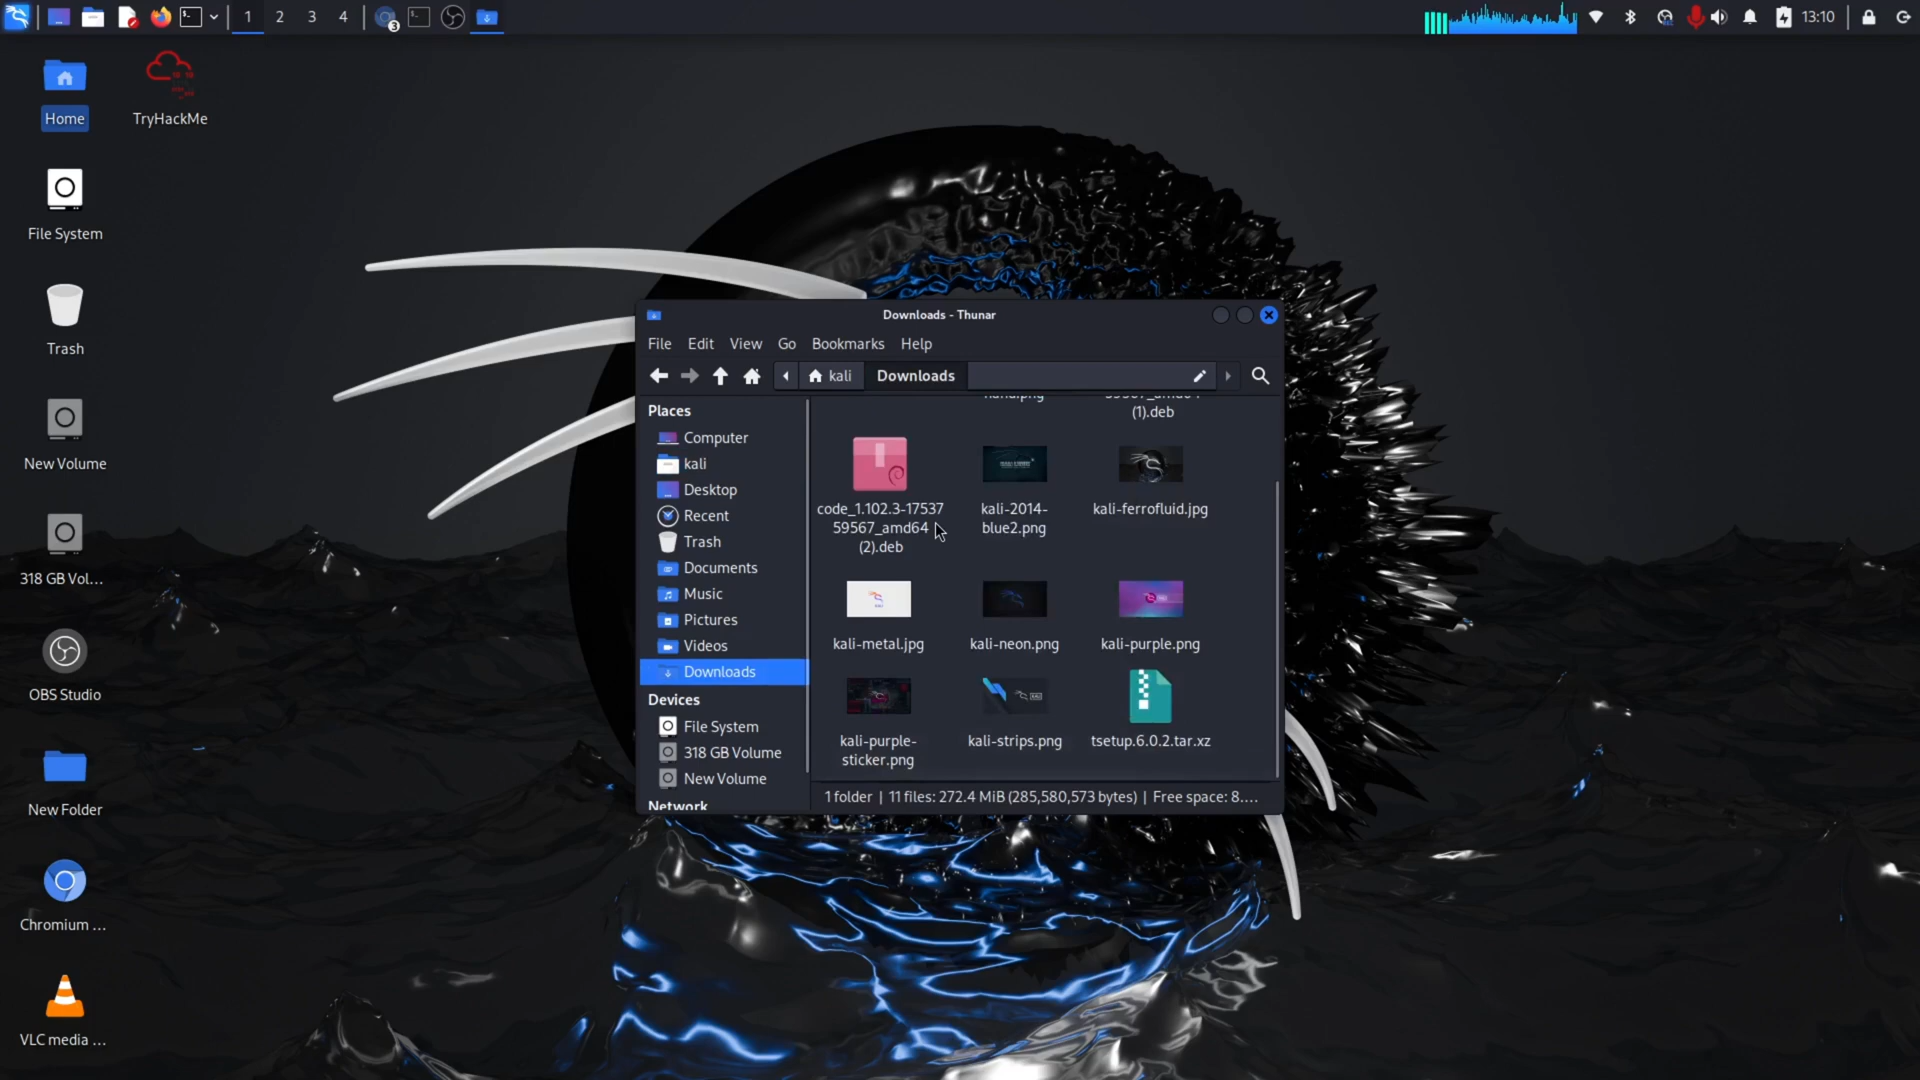 1 2 3 4
3
13:10
Home
TryHackMe
File System
Trash
New Volume
318 GB Vol...
OBS Studio
New Folder
Chromium ...
VLC media ...
Downloads - Thunar
File Edit View Go Bookmarks Help
kali Downloads
Places
Computer
kali
Desktop
Recent
Trash
Documents
Music
Pictures
Videos
Downloads
Devices
File System
318 GB Volume
New Volume
Network
(1).deb
code_1.102.3-17537
59567_amd64
(2).deb
kali-2014-
blue2.png
kali-ferrofluid.jpg
kali-metal.jpg
kali-neon.png
kali-purple.png
kali-purple-
sticker.png
kali-strips.png
tsetup.6.0.2.tar.xz
1 folder | 11 files: 272.4 MiB (285,580,573 bytes) | Free space: 8....